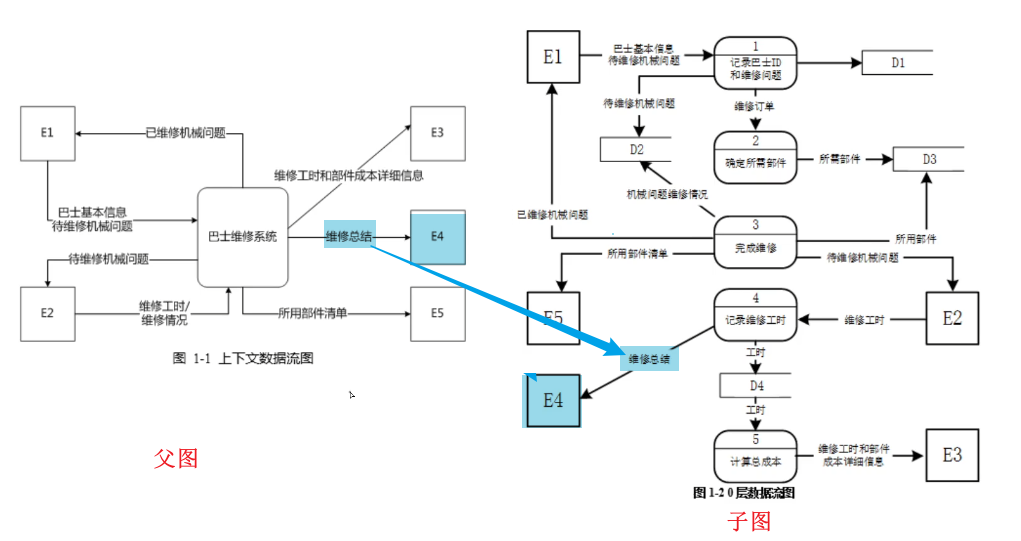 E1
已维修机械问题
E3
维修工时和部件成本详细信息
巴士基本信息
待维修机械问题
巴士维修系统
维修总结
E4
待维修机械问题
E2
维修工时/
维修情况
所用部件清单
E5
图 1-1 上下文数据流图
父图
E1
巴士基本信息
待维修机械问题
1
记录巴士ID
和维修问题
D1
待维修机械问题
维修订单
D2
2
确定所需部件
所需部件
D3
机械问题维修情况
已维修机械问题
3
完成维修
所用部件
所用部件清单
待维修机械问题
E5
4
记录维修工时
维修工时
E2
维修总结
工时
E4
D4
工时
5
计算总成本
维修工时和部件
成本详细信息
E3
图 1-2 0 层数据流图
子图